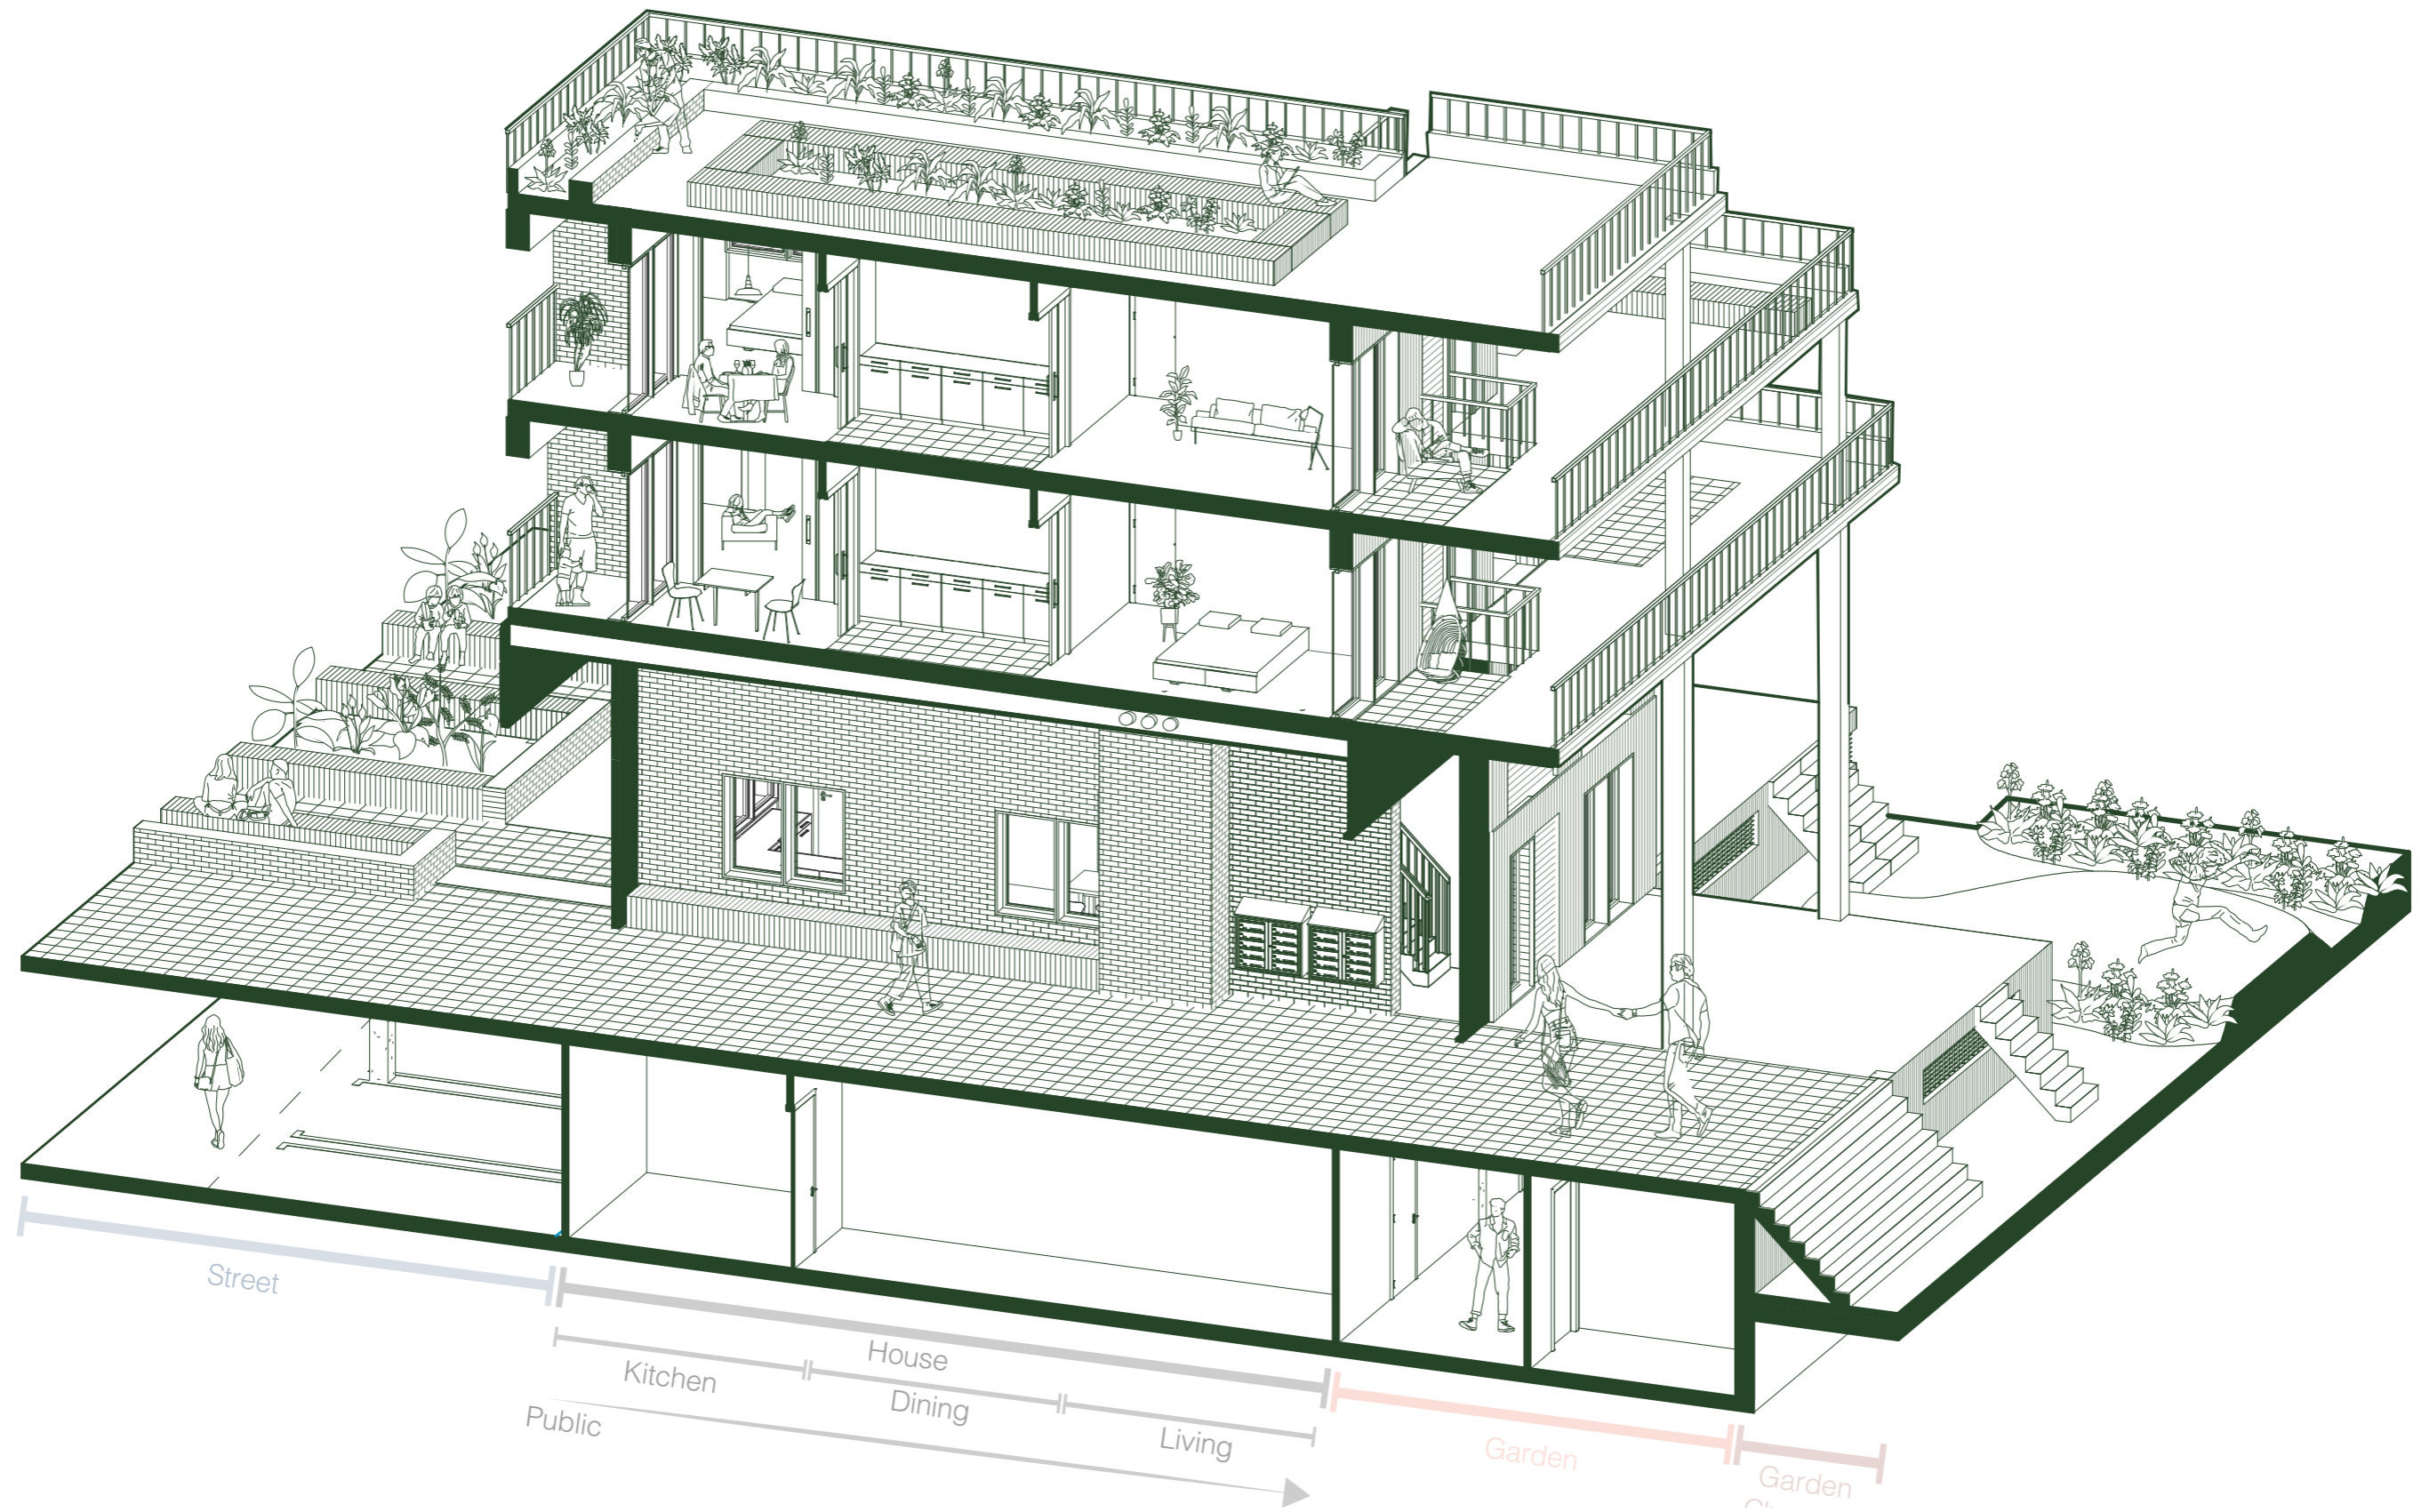 Street
House
Kitchen
Dining
Public
Living
Garden
Garden